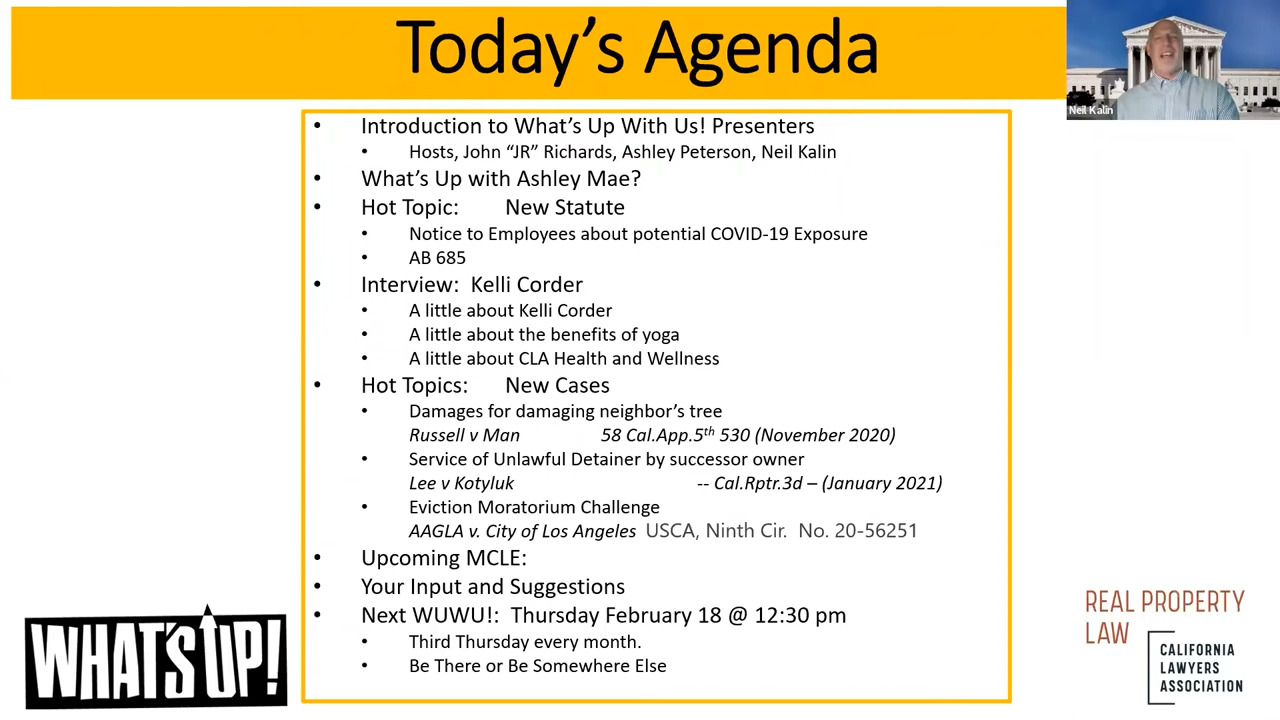 Today's Agenda
Neil Kalin
• Introduction to What's Up With Us! Presenters
• Hosts, John “JR” Richards, Ashley Peterson, Neil Kalin
• What's Up with Ashley Mae?
• Hot Topic: New Statute
• Notice to Employees about potential COVID-19 Exposure
• AB 685
• Interview: Kelli Corder
• A little about Kelli Corder
• A little about the benefits of yoga
• A little about CLA Health and Wellness
• Hot Topics: New Cases
• Damages for damaging neighbor's tree
Russell v Man 58 Cal.App.5th 530 (November 2020)
• Service of Unlawful Detainer by successor owner
Lee v Kotyluk -- Cal.Rptr.3d – (January 2021)
• Eviction Moratorium Challenge
AAGLA v. City of Los Angeles USCA, Ninth Cir. No. 20-56251
• Upcoming MCLE:
• Your Input and Suggestions
• Next WUWU!: Thursday February 18 @ 12:30 pm
• Third Thursday every month.
• Be There or Be Somewhere Else
WHAT'S UP!
REAL PROPERTY
LAW
CALIFORNIA
LAWYERS
ASSOCIATION